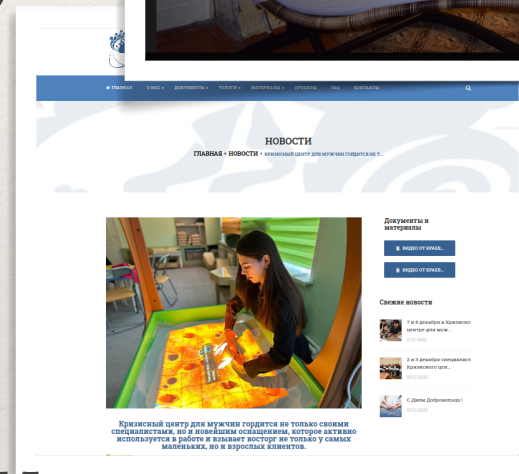 ГЛАВНАЯ О НАС ДОКУМЕНТЫ УСЛУГИ МАТЕРИАЛЫ ПРОЕКТЫ FAQ КОНТАКТЫ
НОВОСТИ
ГЛАВНАЯ • НОВОСТИ • КРИЗИСНЫЙ ЦЕНТР ДЛЯ МУЖЧИН ГОРДИТСЯ НЕ Т...
Документы и
материалы
ВИДЕО ОТ КРАЕВ...
ВИДЕО ОТ КРАЕВ...
Свежие новости
7 и 8 декабря в Кризисно
центре для муж...
2 и 3 декабря специалист
Кризисного цен...
С Днем Добровольца !
Кризисный центр для мужчин гордится не только своими
специалистами, но и новейшим оснащением, которое активно
используется в работе и взывает восторг не только у самых
маленьких, но и взрослых клиентов.